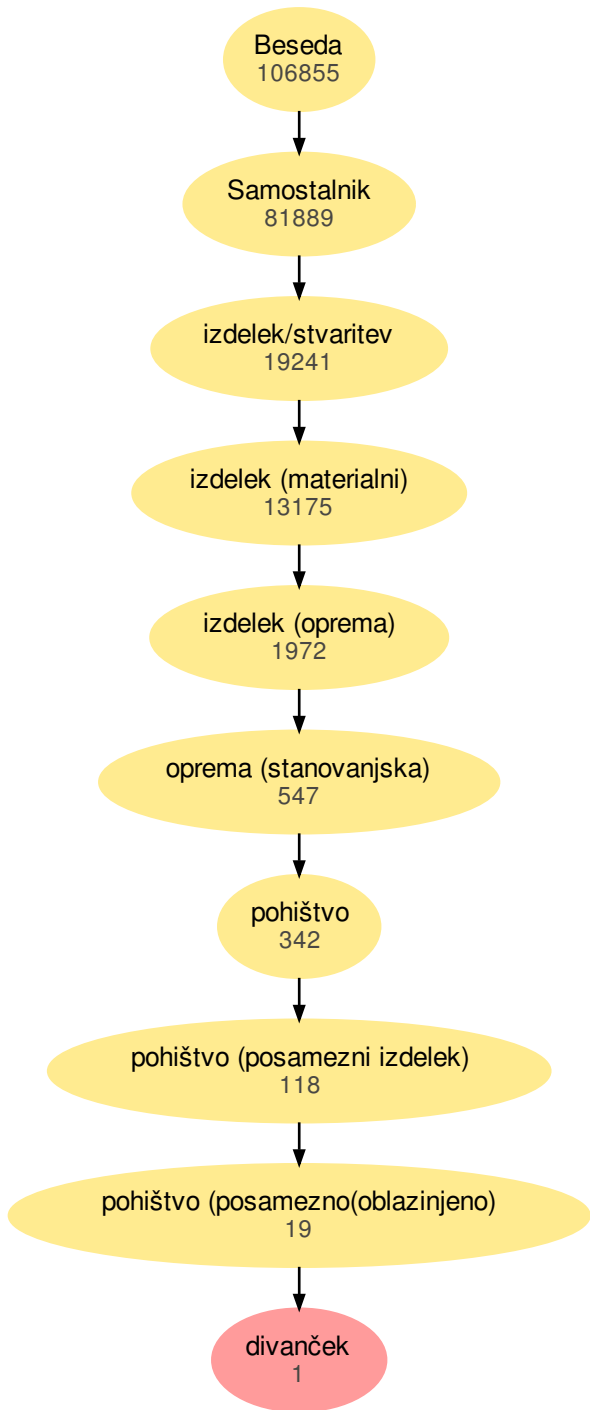 Beseda
106855
Samostalnik
81889
izdelek/stvaritev
19241
izdelek (materialni)
13175
izdelek (oprema)
1972
oprema (stanovanjska)
547
pohištvo
342
pohištvo (posamezni izdelek)
118
pohištvo (posamezno(oblazinjeno)
19
divanček
1